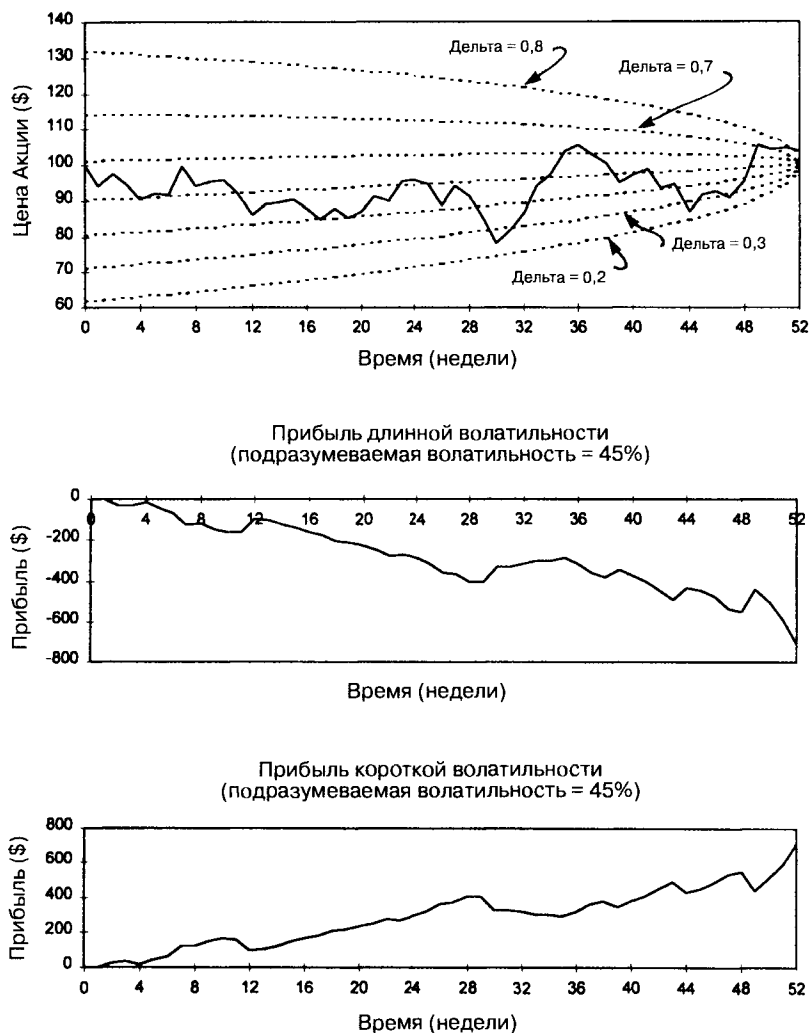 140
130
120
110
100
90
80
70
60
Цена Акции ($)
Дельта = 0,8
Дельта = 0,7
Дельта = 0,3
Дельта = 0,2
0 4 8 12 16 20 24 28 32 36 40 44 48 52
Время (недели)
Прибыль длинной волатильности
(подразумеваемая волатильность = 45%)
0
-200
-400
-600
-800
Прибыль ($)
0 4 8 12 16 20 24 28 32 36 40 44 48 52
Время (недели)
Прибыль короткой волатильности
(подразумеваемая волатильность = 45%)
800
600
400
200
0
Прибыль ($)
0 4 8 12 16 20 24 28 32 36 40 44 48 52
Время (недели)